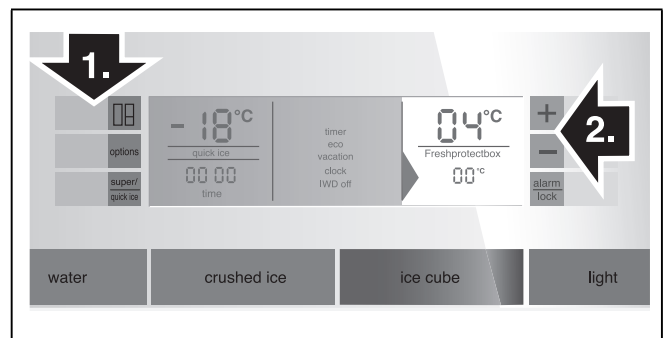 1.
2.
- 18°C
quick ice
00 00
time
timer
eco
vacation
clock
IWD off
04°C
Freshprotectbox
00°C
+
-
options
super/
quick ice
alarm
lock
water
crushed ice
ice cube
light